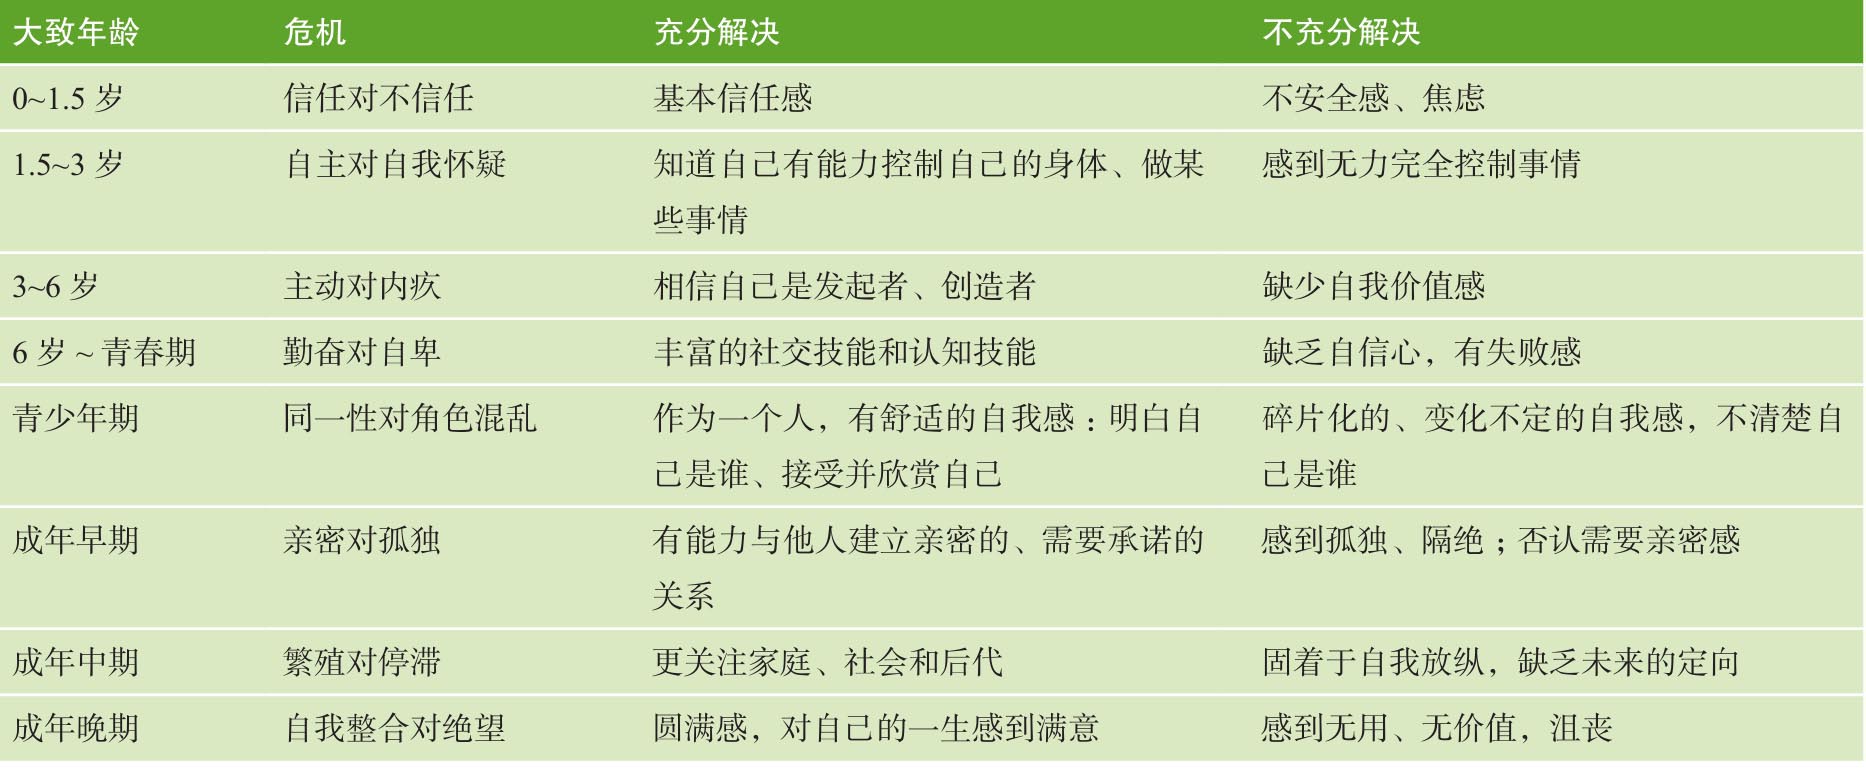 大致年龄 危机 充分解决 不充分解决
0~1.5 岁 信任对不信任 基本信任感 不安全感、焦虑
1.5~3 岁 自主对自我怀疑 知道自己有能力控制自己的身体、做某 感到无力完全控制事情
些事情
3~6 岁 主动对内疚 相信自己是发起者、创造者 缺少自我价值感
6 岁 ~ 青春期 勤奋对自卑 丰富的社交技能和认知技能 缺乏自信心，有失败感
青少年期 同一性对角色混乱 作为一个人，有舒适的自我感：明白自 碎片化的、变化不定的自我感，不清楚自
己是谁、接受并欣赏自己 己是谁
成年早期 亲密对孤独 有能力与他人建立亲密的、需要承诺的 感到孤独、隔绝；否认需要亲密感
关系
成年中期 繁殖对停滞 更关注家庭、社会和后代 固着于自我放纵，缺乏未来的定向
成年晚期 自我整合对绝望 圆满感，对自己的一生感到满意 感到无用、无价值，沮丧